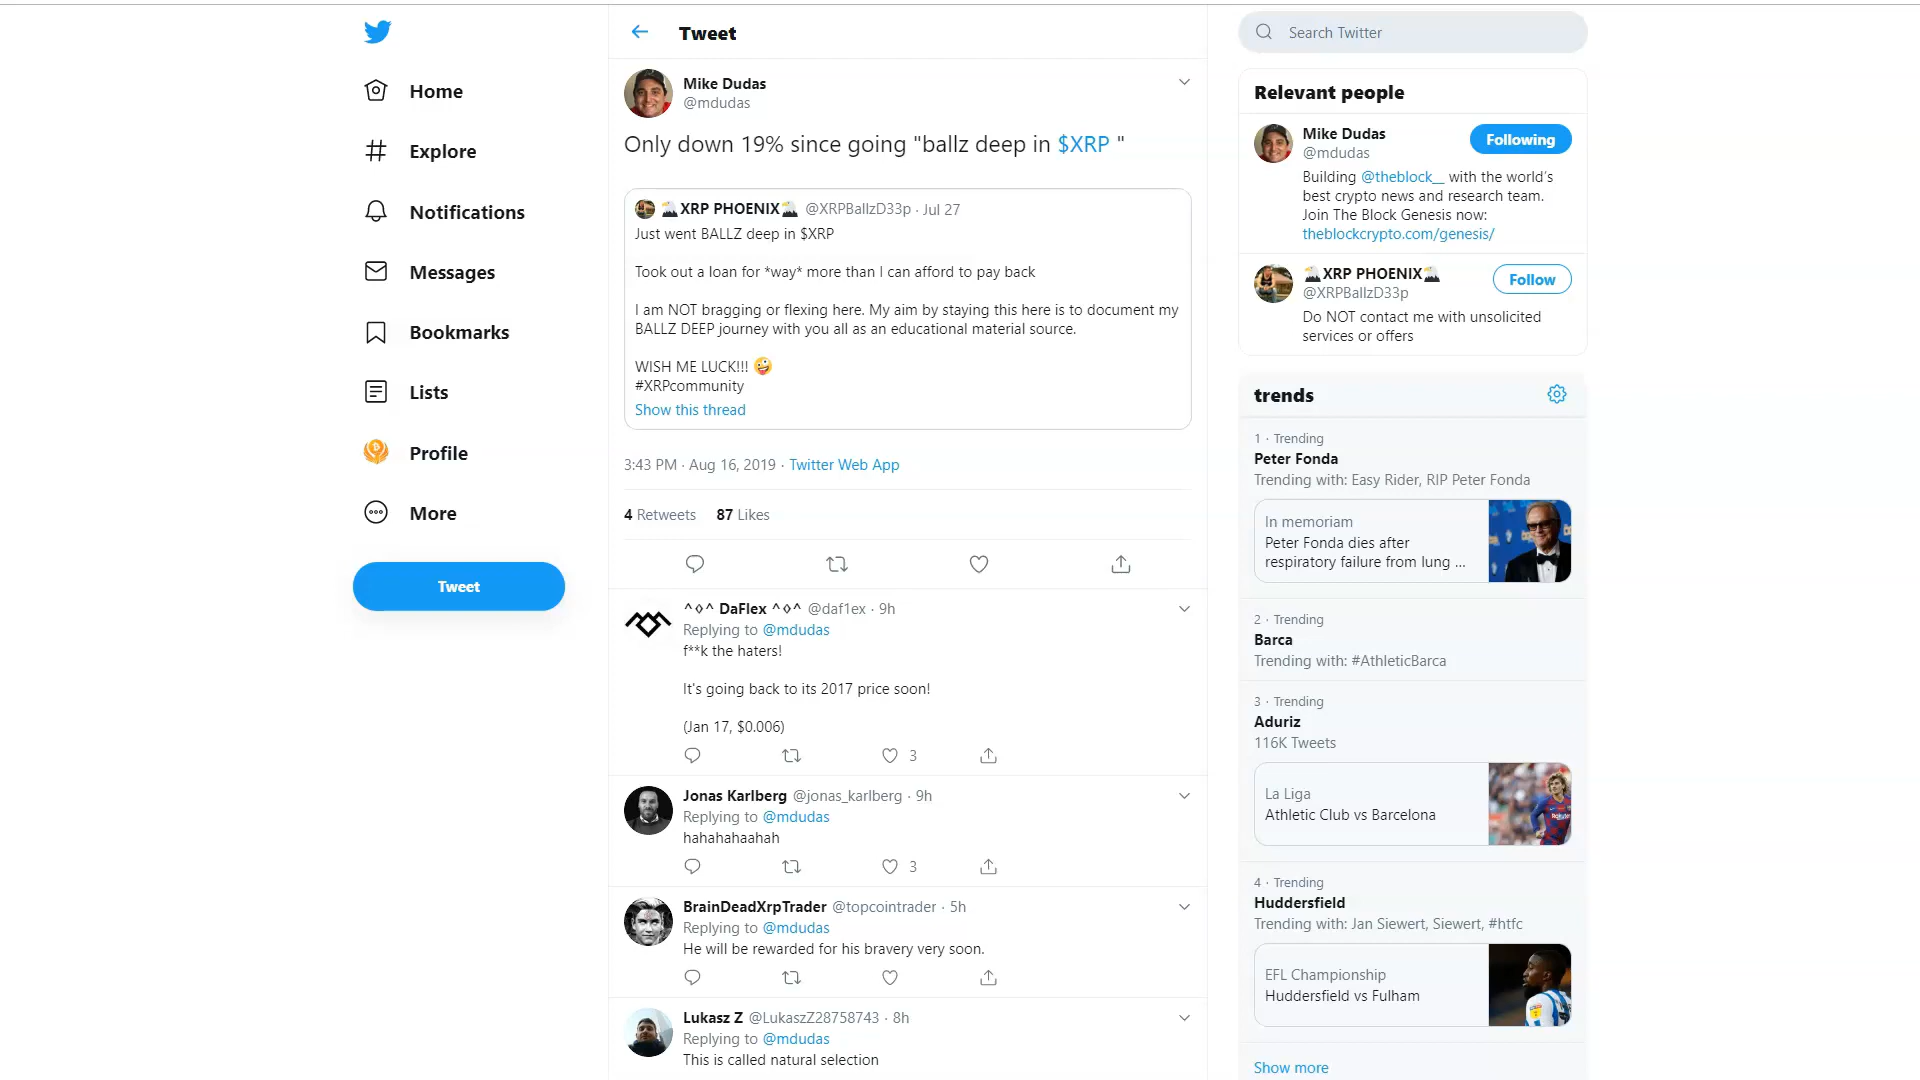 Home
Explore
Notifications
Messages
Bookmarks
Lists
Profile
More
Tweet
Tweet
Mike Dudas
@mdudas
Only down 19% since going "ballz deep in $XRP "
XRP PHOENIX @XRPBallzD33p · Jul 27
Just went BALLZ deep in $XRP
Took out a loan for *way* more than I can afford to pay back
I am NOT bragging or flexing here. My aim by staying this here is to document my
BALLZ DEEP journey with you all as an educational material source.
WISH ME LUCK!!! 🤪
#XRPcommunity
Show this thread
3:43 PM · Aug 16, 2019 · Twitter Web App
4 Retweets 87 Likes
^◊^ DaFlex ^◊^ @daf1ex · 9h
Replying to @mdudas
f**k the haters!
It's going back to its 2017 price soon!
(Jan 17, $0.006)
3
Jonas Karlberg @jonas_karlberg · 9h
Replying to @mdudas
hahahahaahah
3
BrainDeadXrpTrader @topcointrader · 5h
Replying to @mdudas
He will be rewarded for his bravery very soon.
Lukasz Z @LukaszZ28758743 · 8h
Replying to @mdudas
This is called natural selection
Search Twitter
Relevant people
Mike Dudas
@mdudas
Following
Building @theblock__ with the world's
best crypto news and research team.
Join The Block Genesis now:
theblockcrypto.com/genesis/
XRP PHOENIX
@XRPBallzD33p
Follow
Do NOT contact me with unsolicited
services or offers
trends
1 · Trending
Peter Fonda
Trending with: Easy Rider, RIP Peter Fonda
In memoriam
Peter Fonda dies after
respiratory failure from lung ...
2 · Trending
Barca
Trending with: #AthleticBarca
3 · Trending
Aduriz
116K Tweets
La Liga
Athletic Club vs Barcelona
4 · Trending
Huddersfield
Trending with: Jan Siewert, Siewert, #htfc
EFL Championship
Huddersfield vs Fulham
Show more